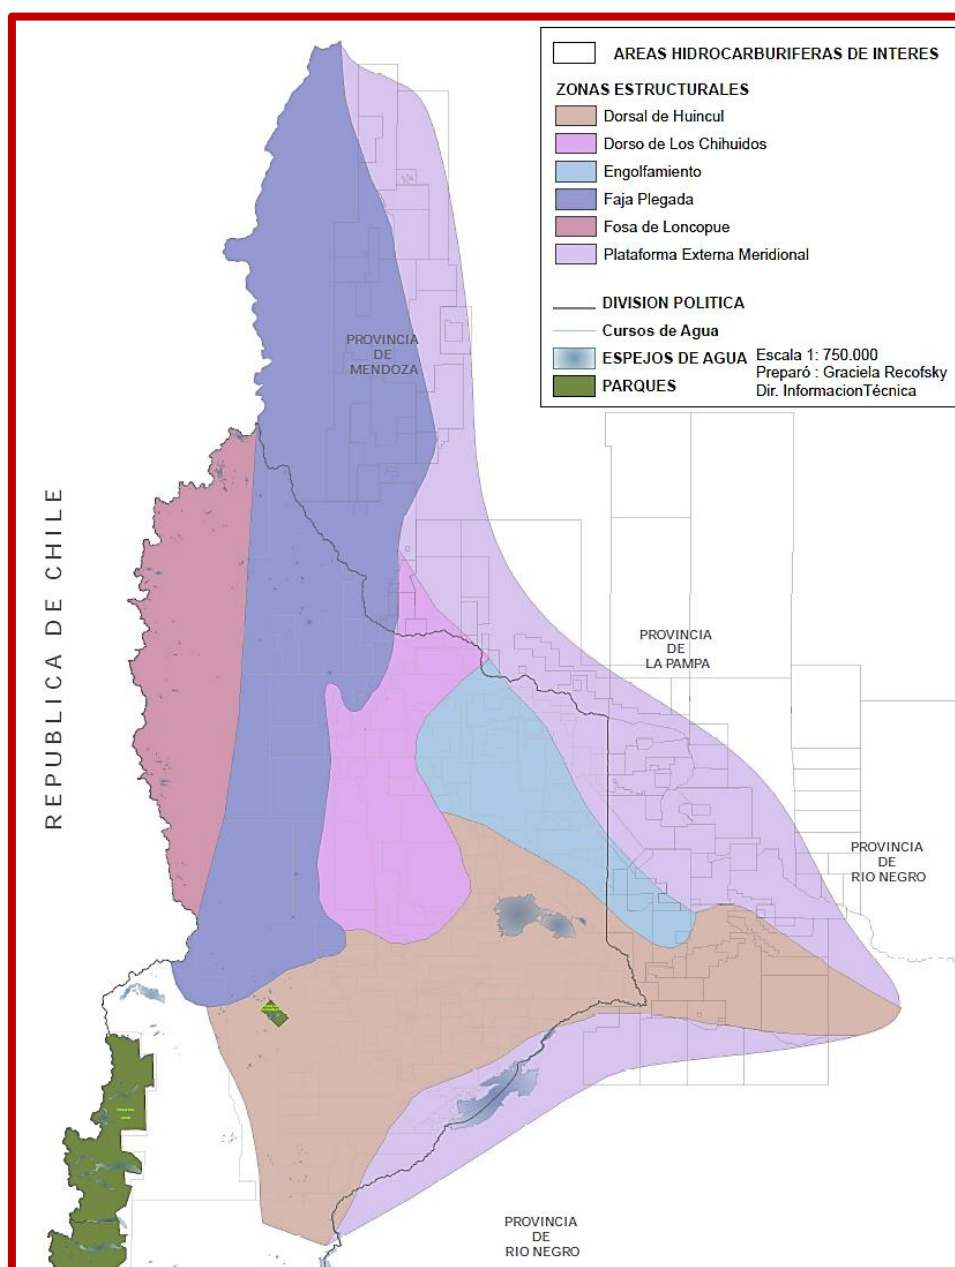 AREAS HIDROCARBURIFERAS DE INTERES
ZONAS ESTRUCTURALES
Dorsal de Huincul
Dorso de Los Chihuidos
Engolfamiento
Faja Plegada
Fosa de Loncopue
Plataforma Externa Meridional
DIVISION POLITICA
Cursos de Agua
ESPEJOS DE AGUA
PARQUES
Escala 1: 750.000
Preparó : Graciela Recofsky
Dir. InformacionTécnica
PROVINCIA
DE
MENDOZA
REPUBLICA DE CHILE
PROVINCIA
DE
LA PAMPA
PROVINCIA
DE
RIO NEGRO
PROVINCIA
DE
RIO NEGRO